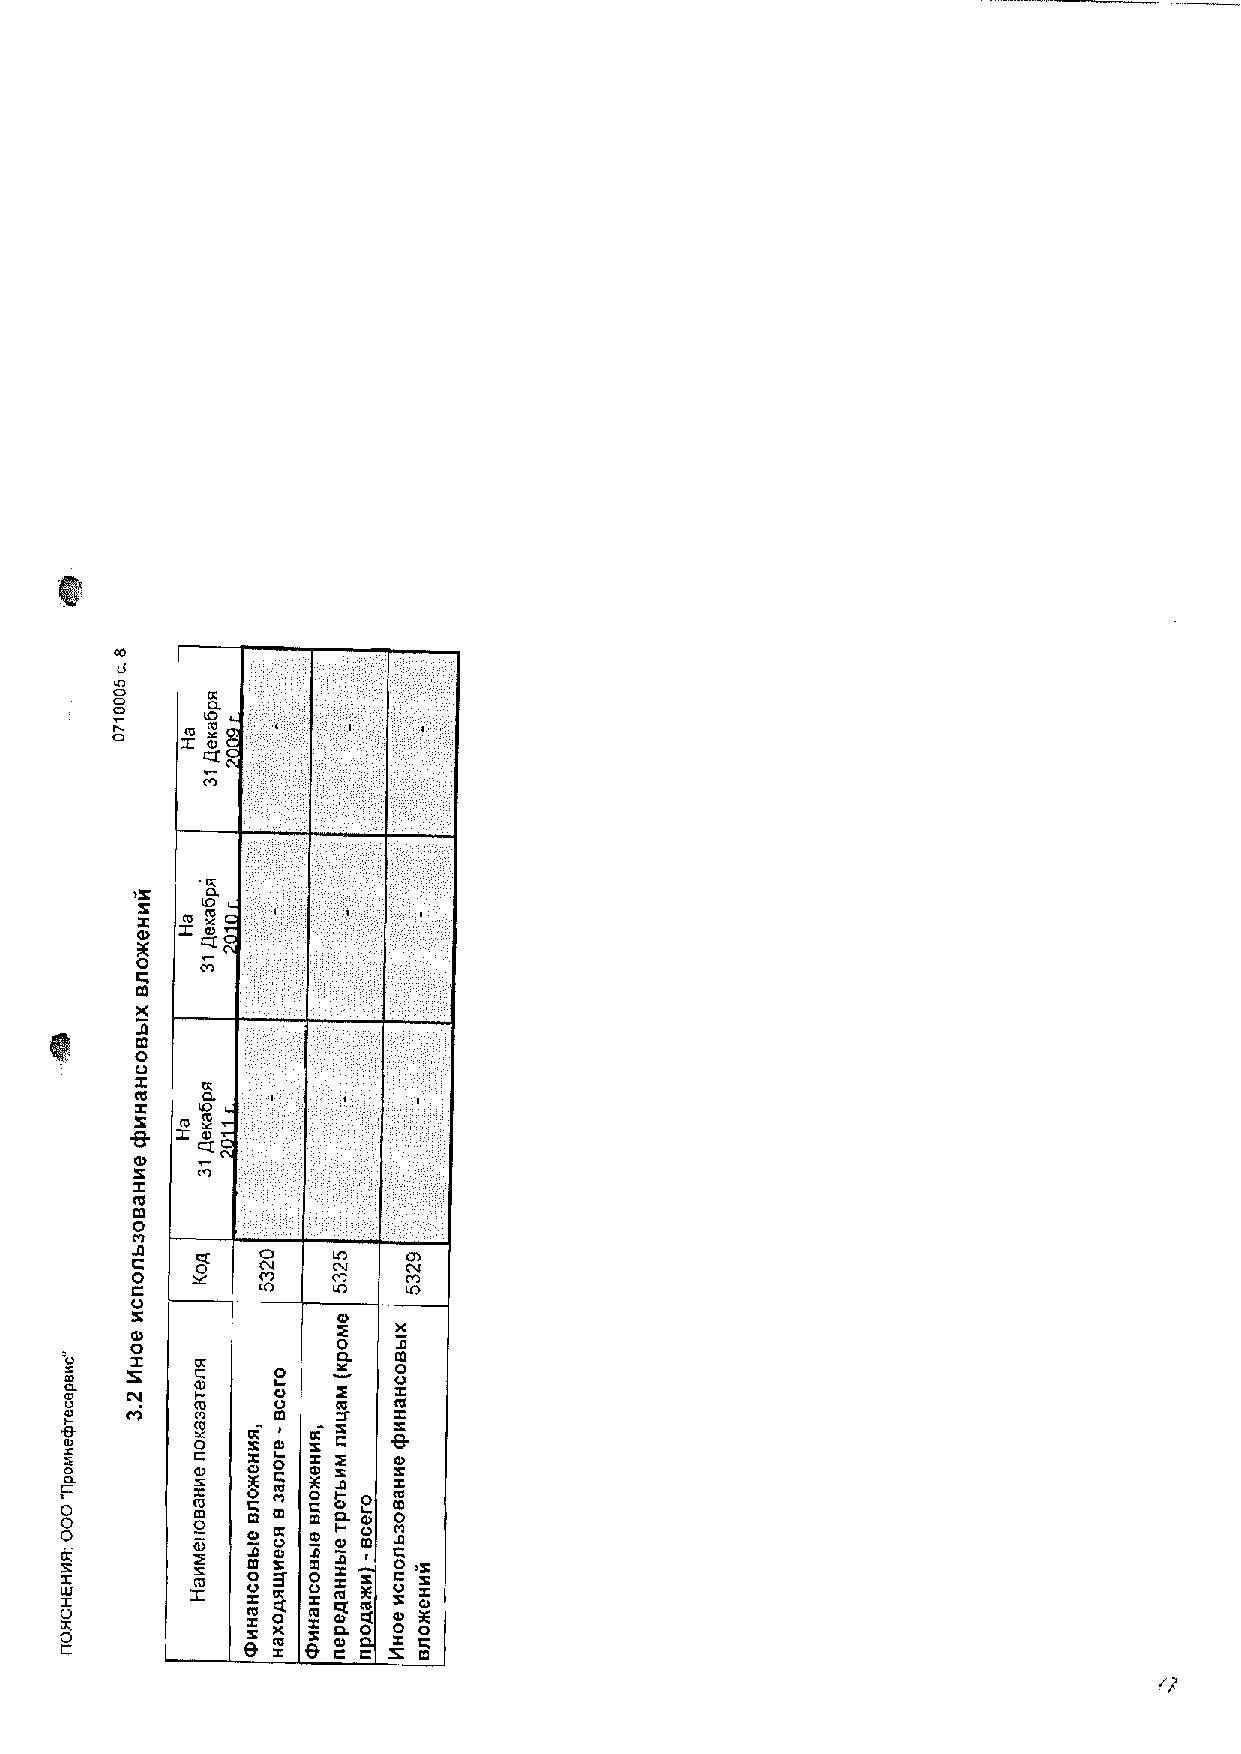 ПОЯСНЕНИЯ: ООО "Промнефтесервис"
0710005 с. 8
3.2 Иное использование финансовых вложений
Наименование показателя Код На 31 Декабря 2011 г. На 31 Декабря 2010 г. На 31 Декабря 2009 г.
Финансовые вложения,
находящиеся в залоге - всего 5320 - - -
Финансовые вложения,
переданные третьим лицам (кроме 5325 - - -
продажи) - всего
Иное использование финансовых 5329 - - -
вложений